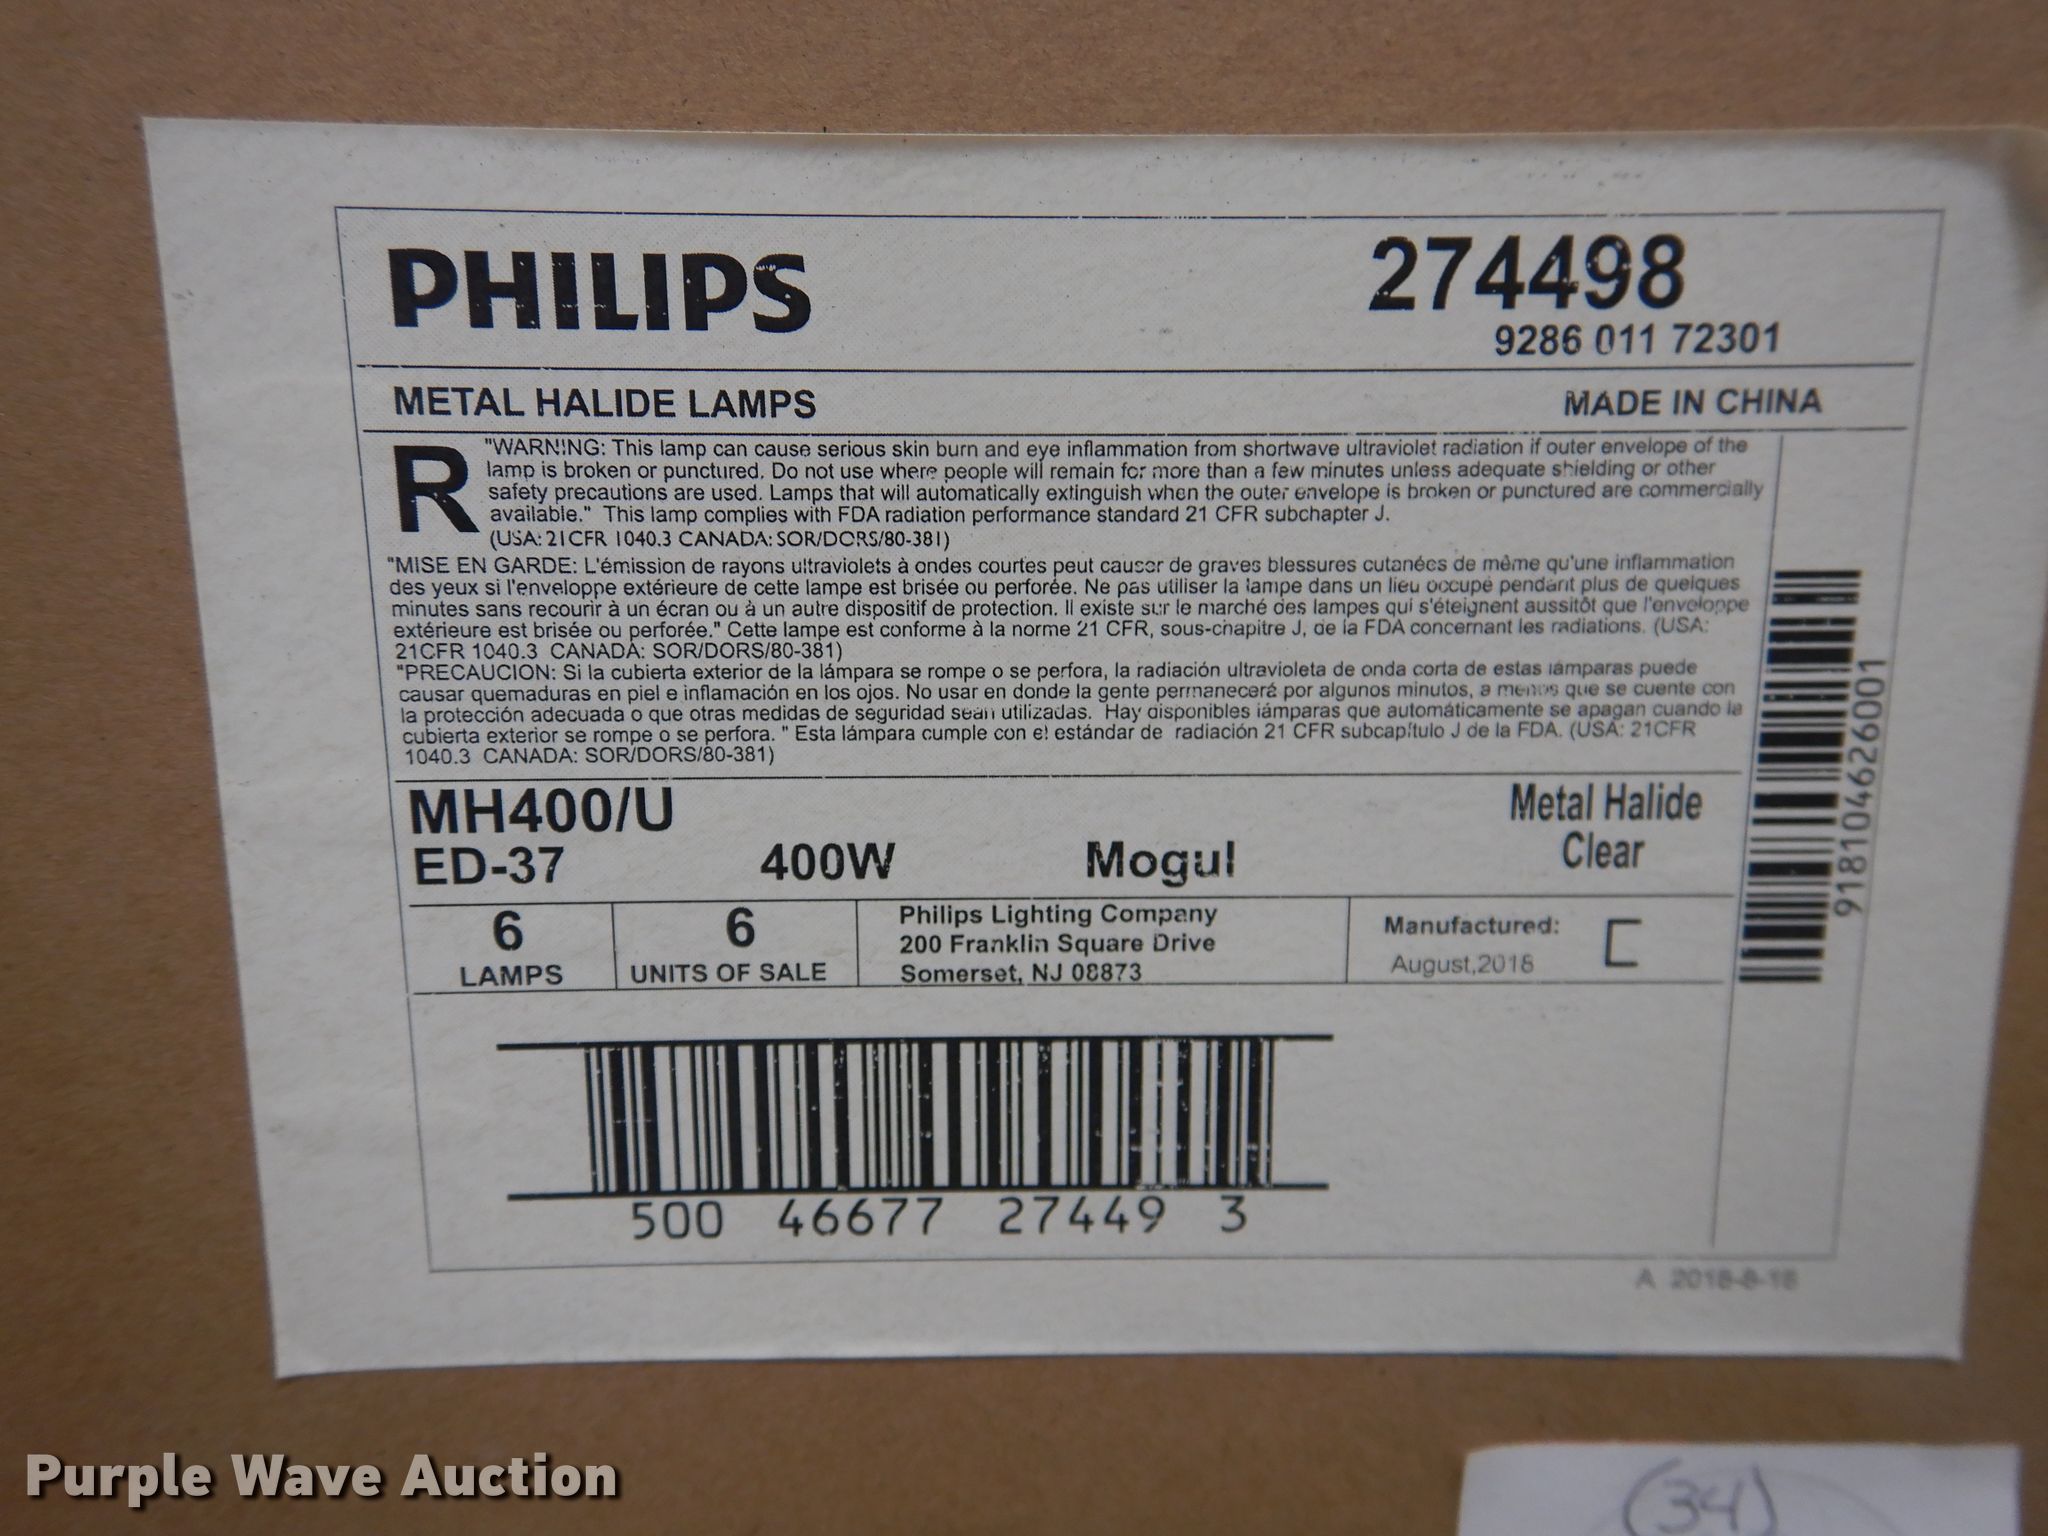 PHILIPS
274498
9286 011 72301
METAL HALIDE LAMPS
MADE IN CHINA
R
"WARNING: This lamp can cause serious skin burn and eye inflammation from shortwave ultraviolet radiation if outer envelope of the
lamp is broken or punctured. Do not use where people will remain for more than a few minutes unless adequate shielding or other
safety precautions are used. Lamps that will automatically extinguish when the outer envelope is broken or punctured are commercially
available." This lamp complies with FDA radiation performance standard 21 CFR subchapter J.
(USA: 21CFR 1040.3 CANADA: SOR/DORS/80-381)
"MISE EN GARDE: L'émission de rayons ultraviolets à ondes courtes peut causer de graves blessures cutanées de même qu'une inflammation
des yeux si l'enveloppe extérieure de cette lampe est brisée ou perforée. Ne pas utiliser la lampe dans un lieu occupé pendant plus de quelques
minutes sans recourir à un écran ou à un autre dispositif de protection. Il existe sur le marché des lampes qui s'éteignent aussitôt que l'enveloppe
extérieure est brisée ou perforée." Cette lampe est conforme à la norme 21 CFR, sous-chapitre J, de la FDA concernant les radiations. (USA:
21CFR 1040.3 CANADA: SOR/DORS/80-381)
"PRECAUCION: Si la cubierta exterior de la lámpara se rompe o se perfora, la radiación ultravioleta de onda corta de estas lámparas puede
causar quemaduras en piel e inflamación en los ojos. No usar en donde la gente permanecerá por algunos minutos, a menos que se cuente con
la protección adecuada o que otras medidas de seguridad sean utilizadas. Hay disponibles lámparas que automáticamente se apagan cuando la
cubierta exterior se rompe o se perfora. " Esta lámpara cumple con el estándar de radiación 21 CFR subcapítulo J de la FDA. (USA: 21CFR
1040.3 CANADA: SOR/DORS/80-381)
MH400/U
ED-37
400W
Mogul
Metal Halide
Clear
6
LAMPS
6
UNITS OF SALE
Philips Lighting Company
200 Franklin Square Drive
Somerset, NJ 08873
Manufactured:
August,2018
C
918104626001
500 46677 27449 3
A 2018-8-16
Purple Wave Auction
(34)